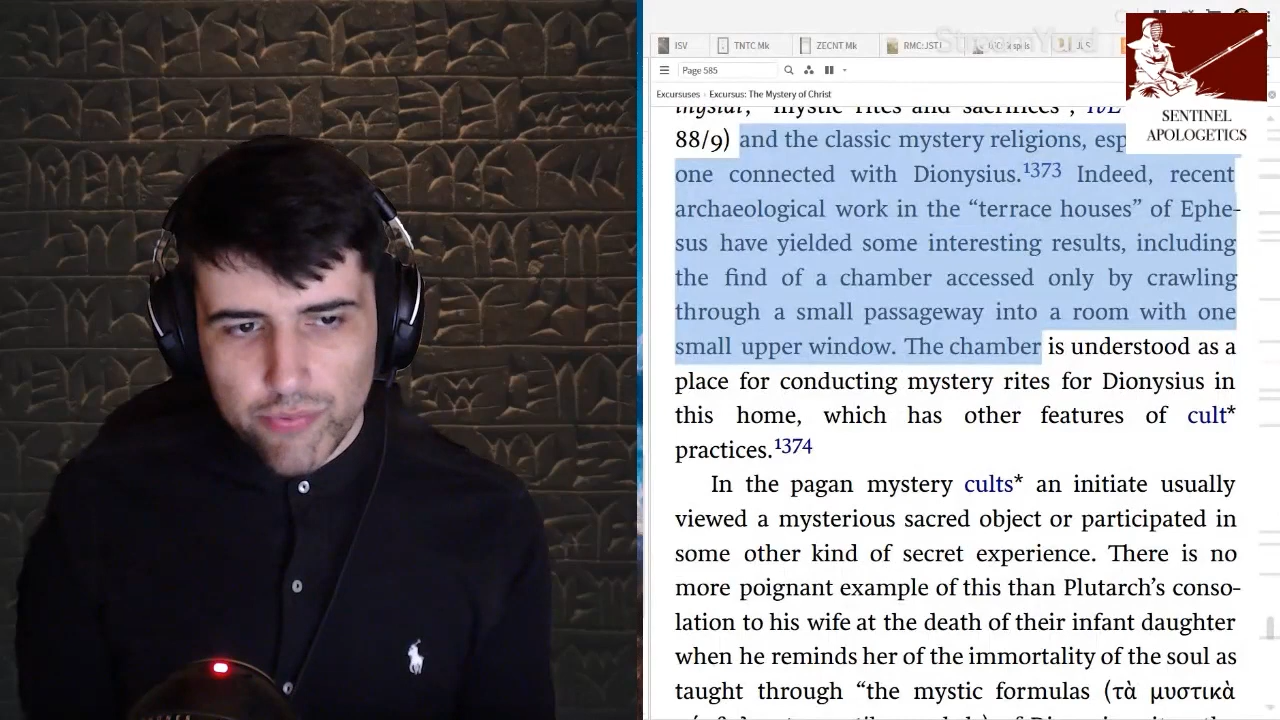 ISV
TNTC Mk
ZECNT Mk
RMC:JSTJ
StreamYard
Page 585
Excursuses › Excursus: The Mystery of Christ
SENTINEL
APOLOGETICS
"mystic rites and sacrifices",
88/9) and the classic mystery religions,
one connected with Dionysius.1373 Indeed, recent
archaeological work in the “terrace houses” of Ephe-
sus have yielded some interesting results, including
the find of a chamber accessed only by crawling
through a small passageway into a room with one
small upper window. The chamber is understood as a
place for conducting mystery rites for Dionysius in
this home, which has other features of cult*
practices.1374
In the pagan mystery cults* an initiate usually
viewed a mysterious sacred object or participated in
some other kind of secret experience. There is no
more poignant example of this than Plutarch’s conso-
lation to his wife at the death of their infant daughter
when he reminds her of the immortality of the soul as
taught through “the mystic formulas (τὰ μυστικὰ